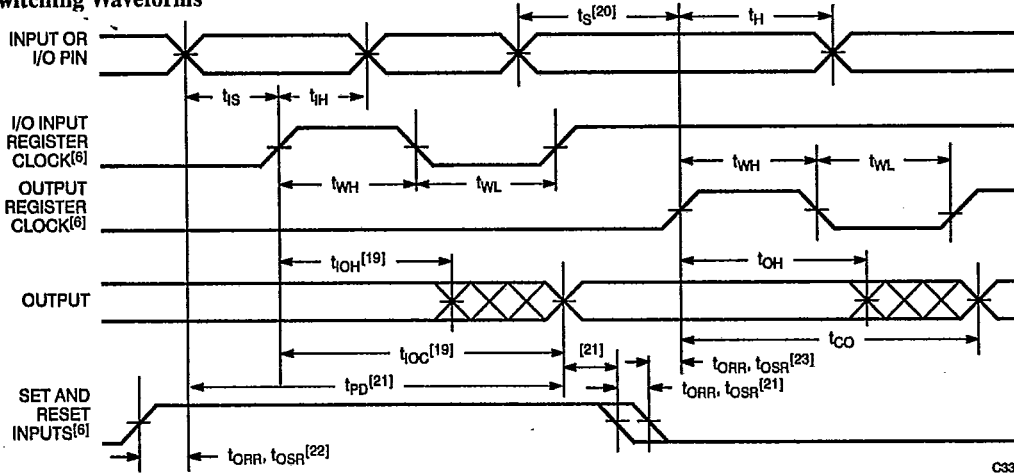 witching Waveforms
tS[20]
tH
INPUT OR
I/O PIN
tIS
tIH
I/O INPUT
REGISTER
CLOCK[6]
tWH
tWL
tWH
tWL
OUTPUT
REGISTER
CLOCK[6]
tIOH[19]
tOH
OUTPUT
tIOC[19]
[21]
tCO
tORR, tOSR[23]
tPD[21]
tORR, tOSR[21]
SET AND
RESET
INPUTS[6]
tORR, tOSR[22]
C33